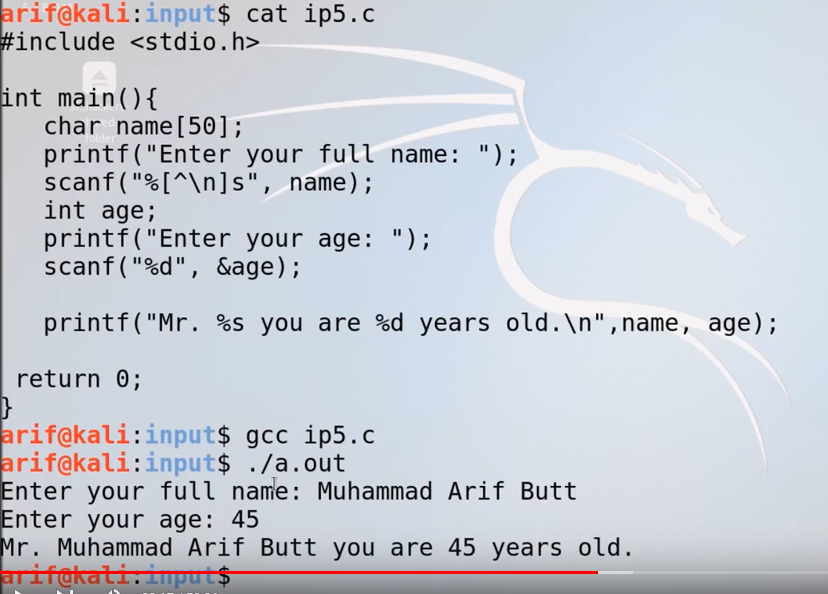 arif@kali:input$ cat ip5.c
#include <stdio.h>
int main(){
   char name[50];
   printf("Enter your full name: ");
   scanf("%[^\n]s", name);
   int age;
   printf("Enter your age: ");
   scanf("%d", &age);
   printf("Mr. %s you are %d years old.\n",name, age);
 return 0;
}
arif@kali:input$ gcc ip5.c
arif@kali:input$ ./a.out
Enter your full name: Muhammad Arif Butt
Enter your age: 45
Mr. Muhammad Arif Butt you are 45 years old.
arif@kali:input$